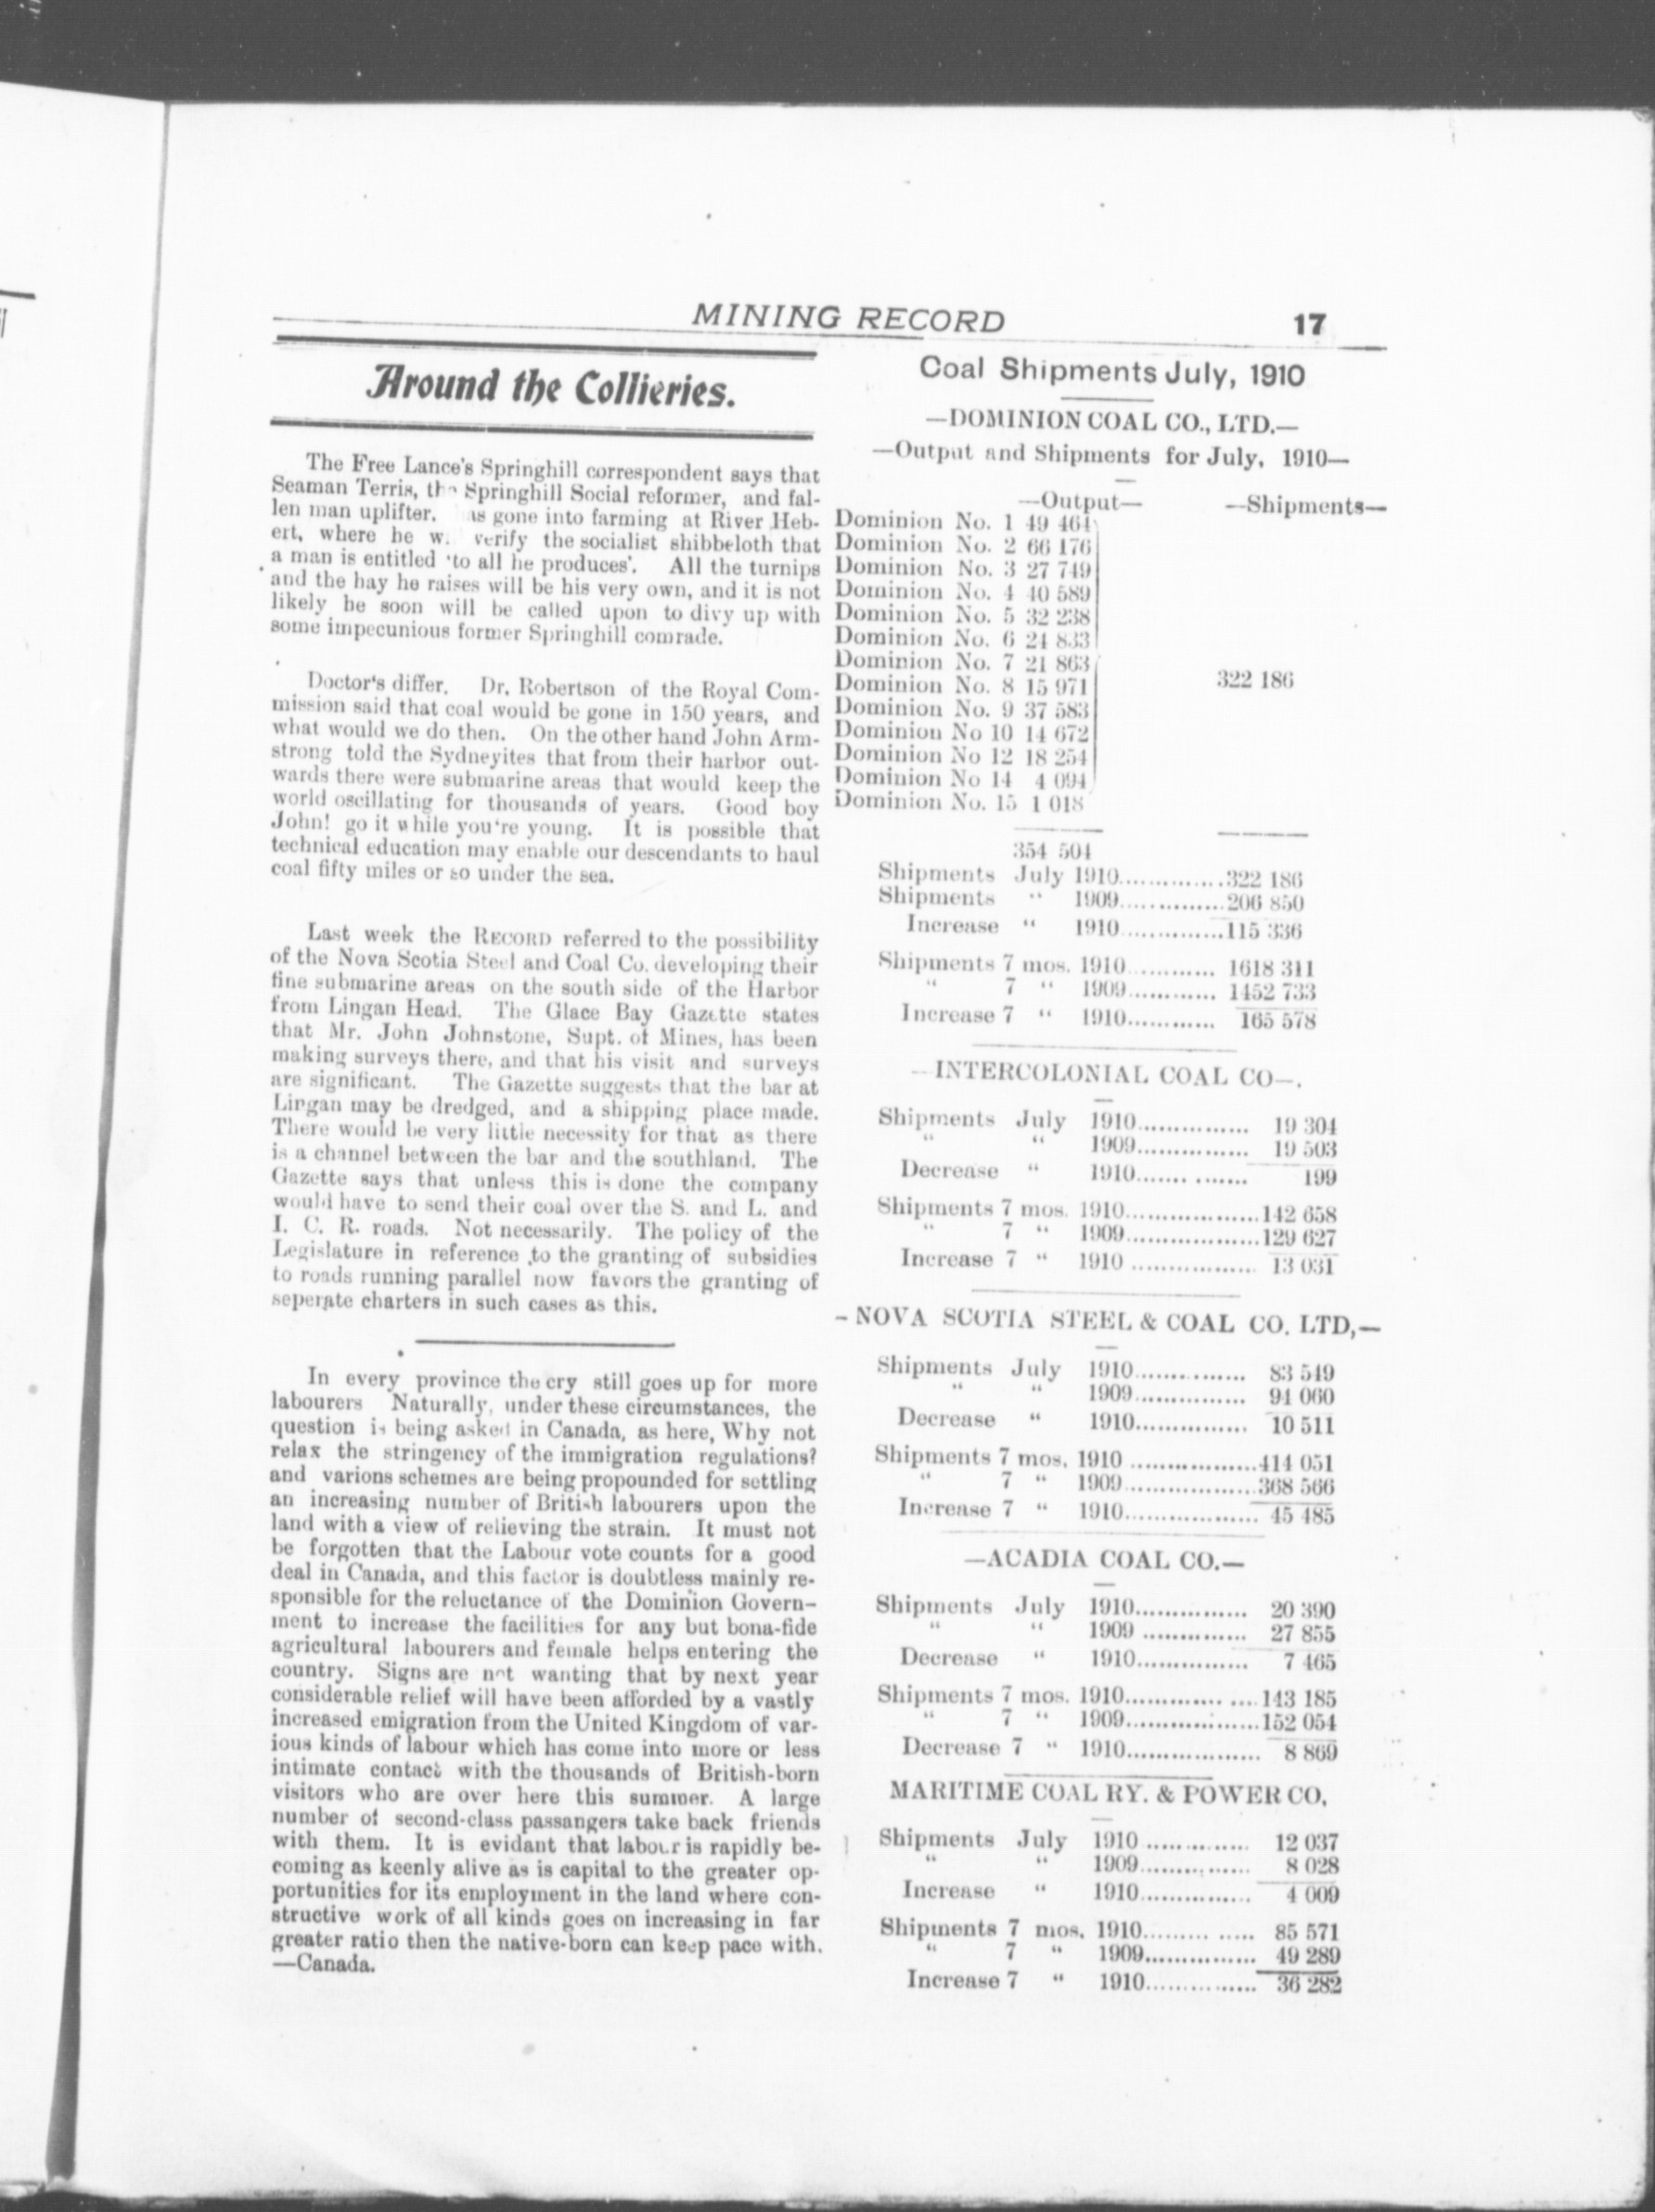 MINING RECORD 17
Around the Collieries.
The Free Lance's Springhill correspondent says that
Seaman Terris, the Springhill Social reformer, and fal-
len man uplifter, as gone into farming at River Heb-
ert, where he w. verify the socialist shibbeloth that
a man is entitled 'to all he produces'. All the turnips
and the hay he raises will be his very own, and it is not
likely he soon will be called upon to divy up with
some impecunious former Springhill comrade.
Doctor's differ. Dr. Robertson of the Royal Com-
mission said that coal would be gone in 150 years, and
what would we do then. On the other hand John Arm-
strong told the Sydneyites that from their harbor out-
wards there were submarine areas that would keep the
world oscillating for thousands of years. Good boy
John! go it while you're young. It is possible that
technical education may enable our descendants to haul
coal fifty miles or so under the sea.
Last week the RECORD referred to the possibility
of the Nova Scotia Steel and Coal Co. developing their
fine submarine areas on the south side of the Harbor
from Lingan Head. The Glace Bay Gazette states
that Mr. John Johnstone, Supt. of Mines, has been
making surveys there, and that his visit and surveys
are significant. The Gazette suggests that the bar at
Lingan may be dredged, and a shipping place made.
There would be very little necessity for that as there
is a channel between the bar and the southland. The
Gazette says that unless this is done the company
would have to send their coal over the S. and L. and
I. C. R. roads. Not necessarily. The policy of the
Legislature in reference to the granting of subsidies
to roads running parallel now favors the granting of
seperate charters in such cases as this.
In every province the cry still goes up for more
labourers Naturally, under these circumstances, the
question is being asked in Canada, as here, Why not
relax the stringency of the immigration regulations?
and varions schemes are being propounded for settling
an increasing number of British labourers upon the
land with a view of relieving the strain. It must not
be forgotten that the Labour vote counts for a good
deal in Canada, and this factor is doubtless mainly re-
sponsible for the reluctance of the Dominion Govern-
ment to increase the facilities for any but bona-fide
agricultural labourers and female helps entering the
country. Signs are not wanting that by next year
considerable relief will have been afforded by a vastly
increased emigration from the United Kingdom of var-
ious kinds of labour which has come into more or less
intimate contact with the thousands of British-born
visitors who are over here this summer. A large
number of second-class passangers take back friends
with them. It is evidant that labour is rapidly be-
coming as keenly alive as is capital to the greater op-
portunities for its employment in the land where con-
structive work of all kinds goes on increasing in far
greater ratio then the native-born can keep pace with.
—Canada.
Coal Shipments July, 1910
—DOMINION COAL CO., LTD.—
—Output and Shipments for July, 1910—
—Output— —Shipments—
Dominion No. 1 49 464
Dominion No. 2 66 176
Dominion No. 3 27 749
Dominion No. 4 40 589
Dominion No. 5 32 238
Dominion No. 6 24 833
Dominion No. 7 21 863
Dominion No. 8 15 971 322 186
Dominion No. 9 37 583
Dominion No 10 14 672
Dominion No 12 18 254
Dominion No 14 4 094
Dominion No. 15 1 018
354 504
Shipments July 1910..............322 186
Shipments " 1909..............206 850
Increase " 1910..............115 336
Shipments 7 mos. 1910............ 1618 311
" 7 " 1909............ 1452 733
Increase 7 " 1910............ 165 578
—INTERCOLONIAL COAL CO—.
Shipments July 1910............... 19 304
" " 1909............... 19 503
Decrease " 1910............... 199
Shipments 7 mos. 1910..................142 658
" 7 " 1909..................129 627
Increase 7 " 1910 ................. 13 031
—NOVA SCOTIA STEEL & COAL CO. LTD,—
Shipments July 1910............... 83 549
" " 1909............... 94 060
Decrease " 1910............... 10 511
Shipments 7 mos, 1910 .................414 051
" 7 " 1909..................368 566
Increase 7 " 1910.................. 45 485
—ACADIA COAL CO.—
Shipments July 1910............... 20 390
" " 1909 .............. 27 855
Decrease " 1910............... 7 465
Shipments 7 mos. 1910............. ....143 185
" 7 " 1909..................152 054
Decrease 7 " 1910.................. 8 869
MARITIME COAL RY. & POWER CO,
Shipments July 1910 .............. 12 037
" " 1909............... 8 028
Increase " 1910.............. 4 009
Shipments 7 mos, 1910......... ..... 85 571
" 7 " 1909............... 49 289
Increase 7 " 1910............... 36 282